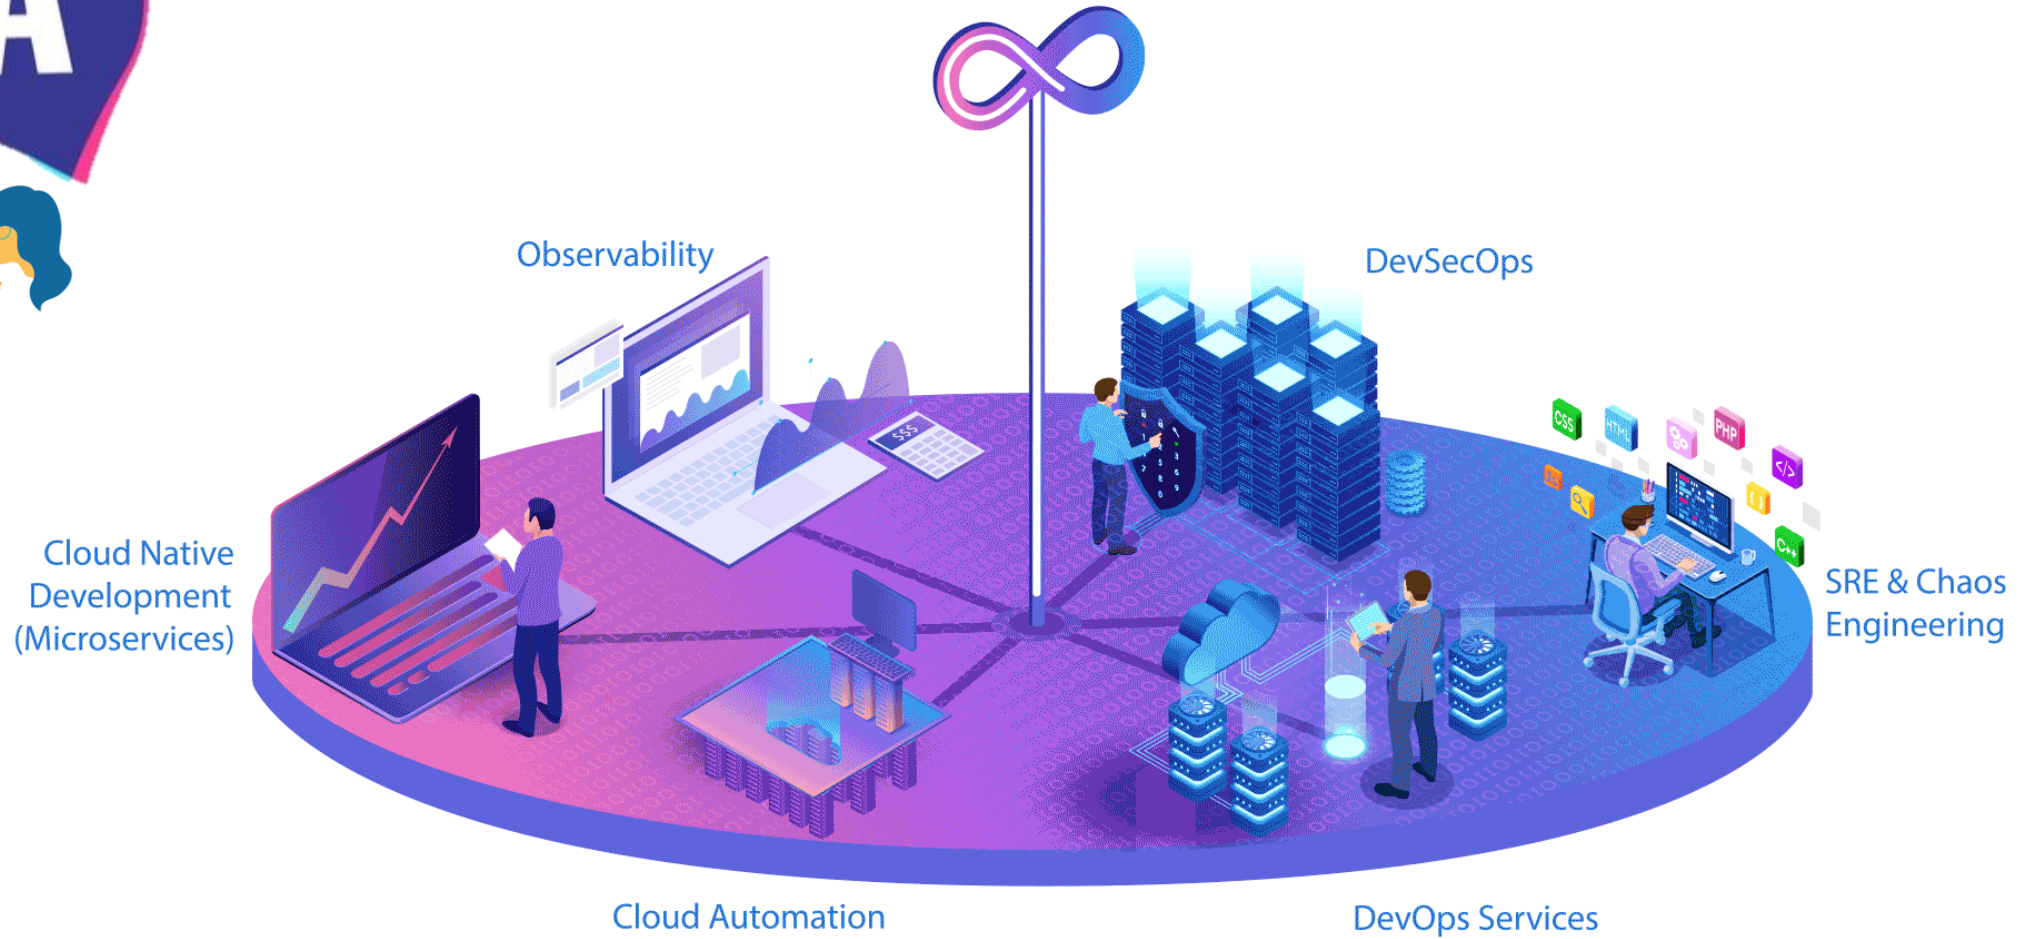 A
Observability
DevSecOps
$$$
CSS
HTML
PHP
</>
{ }
C++
Cloud Native
Development
(Microservices)
SRE & Chaos
Engineering
Cloud Automation
DevOps Services